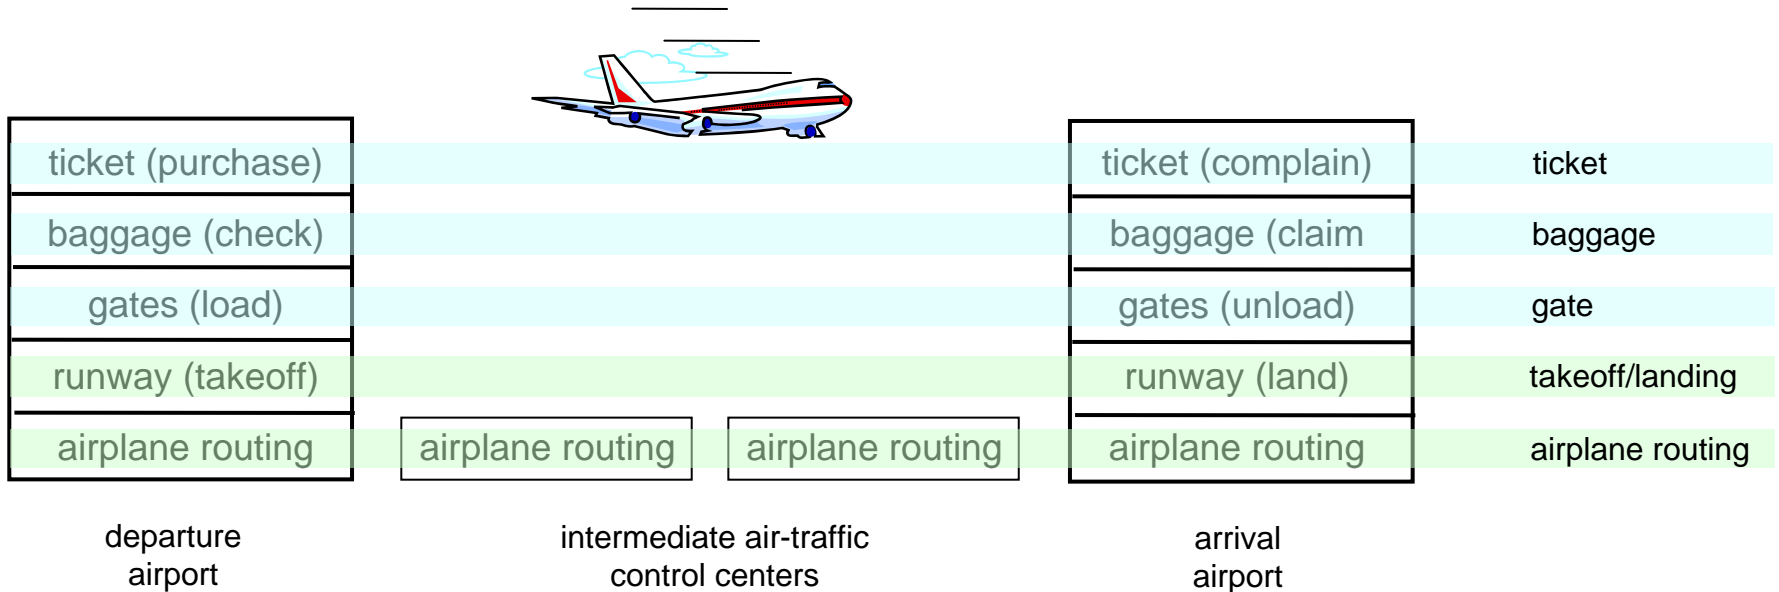 ticket (purchase)
ticket (complain)
ticket
baggage (check)
baggage (claim
baggage
gates (load)
gates (unload)
gate
runway (takeoff)
runway (land)
takeoff/landing
airplane routing
airplane routing
airplane routing
airplane routing
airplane routing
departure
airport
intermediate air-traffic
control centers
arrival
airport